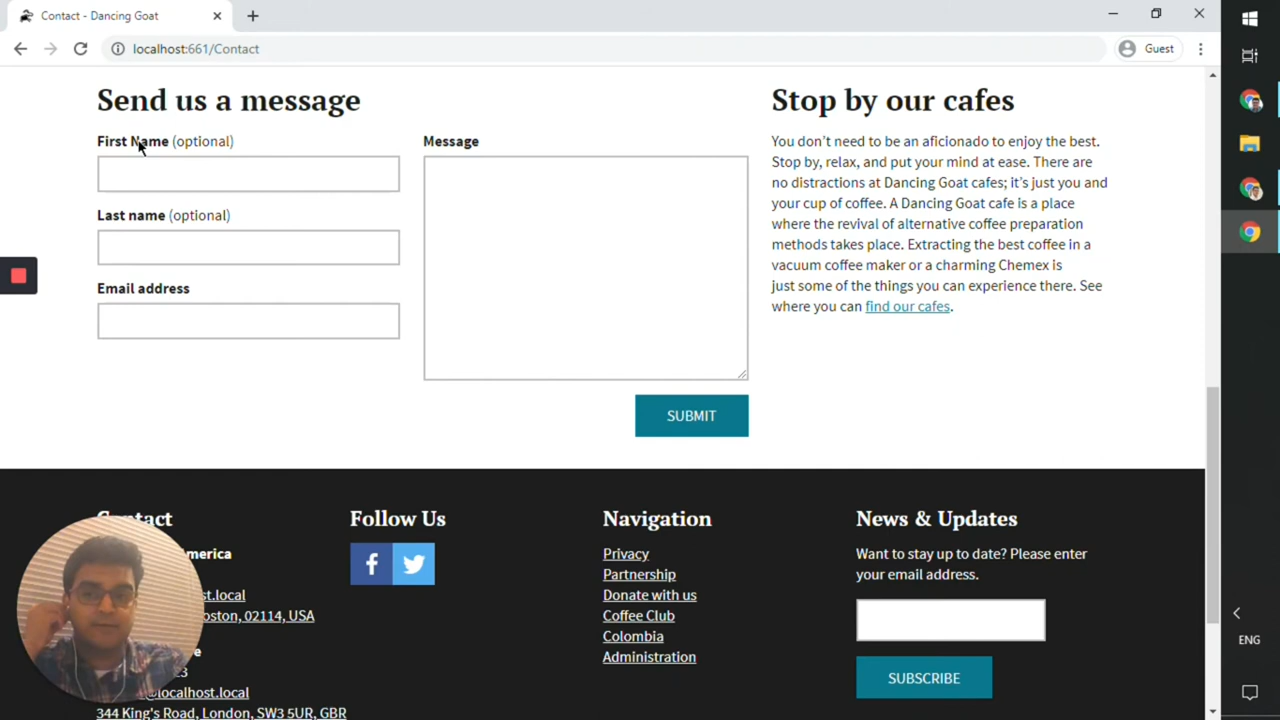 Contact - Dancing Goat
localhost:661/Contact
Guest
Send us a message
First Name (optional)
Last name (optional)
Email address
Message
SUBMIT
Stop by our cafes
You don't need to be an aficionado to enjoy the best.
Stop by, relax, and put your mind at ease. There are
no distractions at Dancing Goat cafes; it's just you and
your cup of coffee. A Dancing Goat cafe is a place
where the revival of alternative coffee preparation
methods takes place. Extracting the best coffee in a
vacuum coffee maker or a charming Chemex is
just some of the things you can experience there. See
where you can find our cafes.
Contact
merica
st.local
oston, 02114, USA
e
23
@localhost.local
344 King's Road, London, SW3 5UR, GBR
Follow Us
Navigation
Privacy
Partnership
Donate with us
Coffee Club
Colombia
Administration
News & Updates
Want to stay up to date? Please enter
your email address.
SUBSCRIBE
ENG